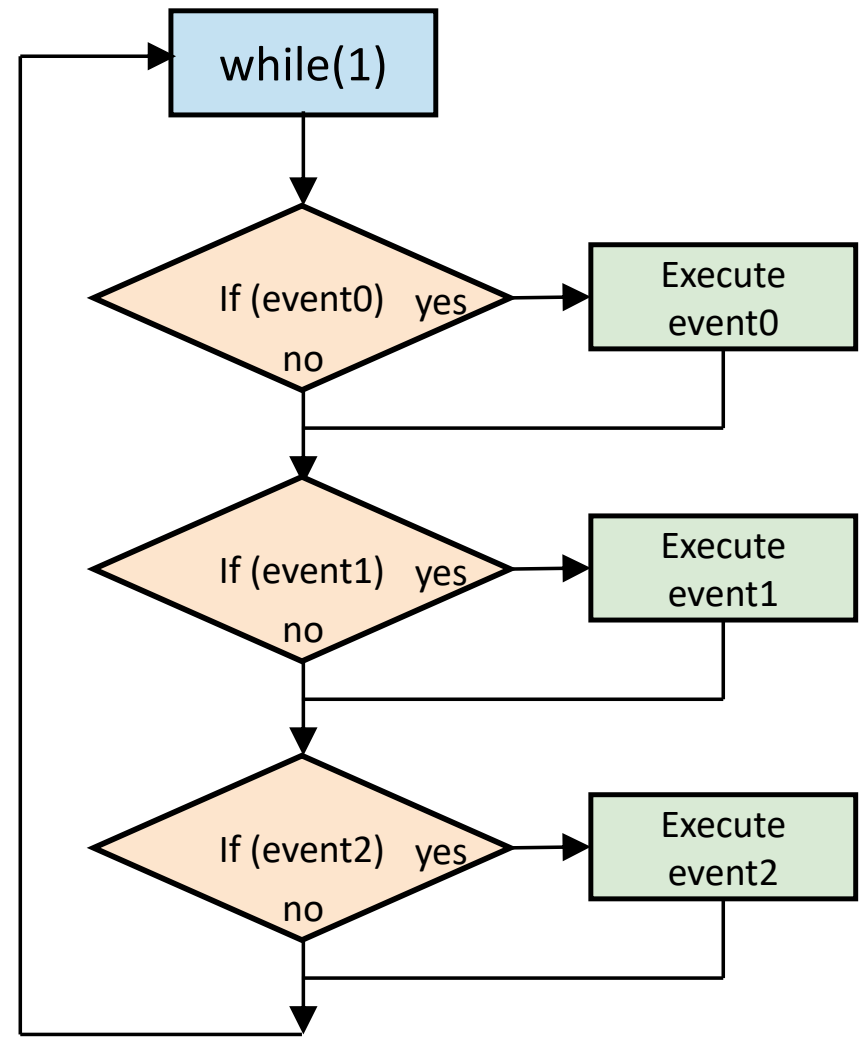 while(1)
If (event0)
yes
no
Execute
event0
If (event1)
yes
no
Execute
event1
If (event2)
yes
no
Execute
event2